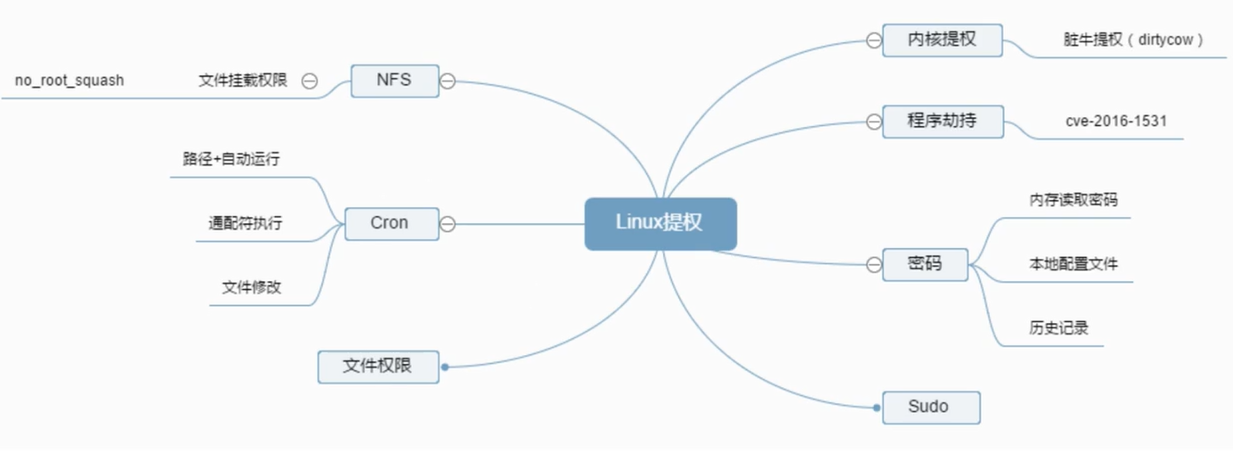 Linux提权
内核提权
脏牛提权（dirtycow）
程序劫持
cve-2016-1531
密码
内存读取密码
本地配置文件
历史记录
Sudo
NFS
文件挂载权限
no_root_squash
Cron
路径+自动运行
通配符执行
文件修改
文件权限